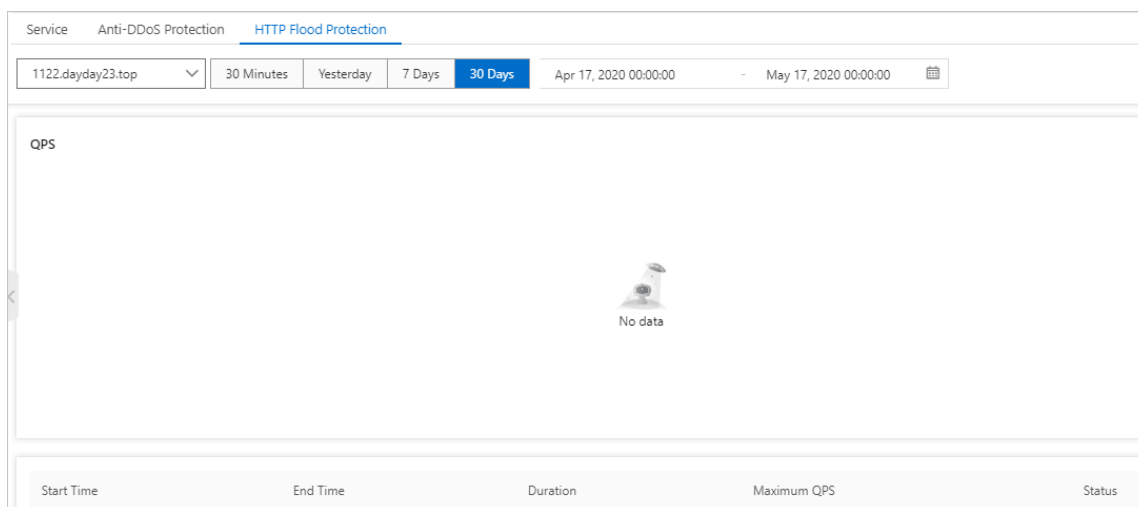 Service Anti-DDoS Protection HTTP Flood Protection
1122.dayday23.top 30 Minutes Yesterday 7 Days 30 Days Apr 17, 2020 00:00:00 - May 17, 2020 00:00:00
QPS
No data
Start Time End Time Duration Maximum QPS Status